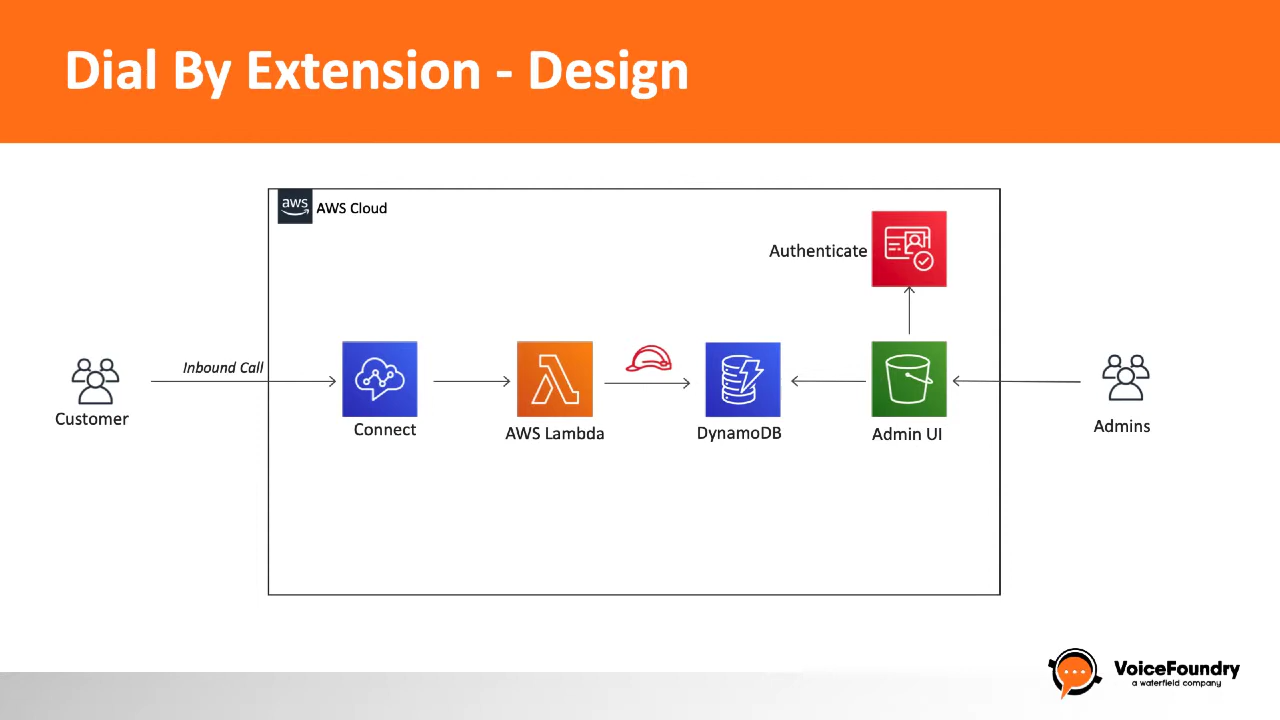 Dial By Extension - Design
aws
AWS Cloud
Authenticate
Inbound Call
Customer
Connect
AWS Lambda
DynamoDB
Admin UI
Admins
VoiceFoundry
a waterfield company